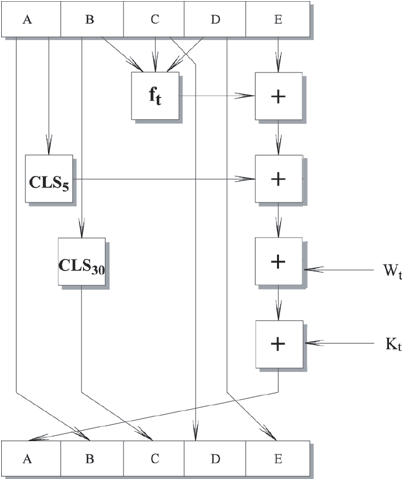 A B C D E
f_t +
CLS_5 +
CLS_30 +
W_t
+ K_t
A B C D E